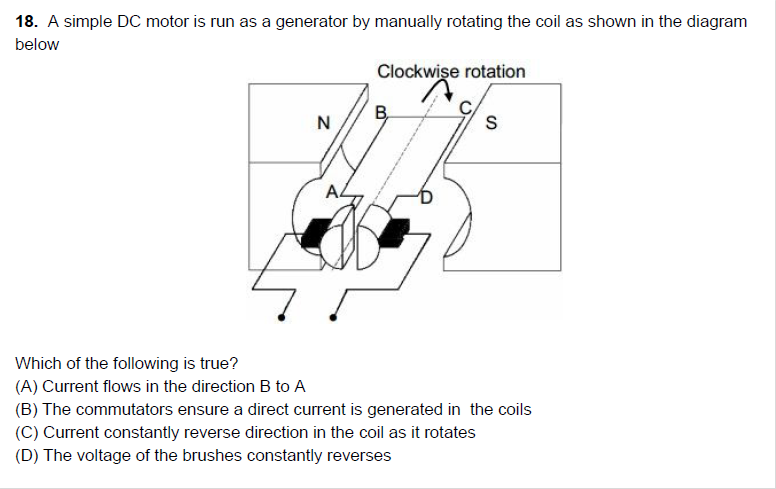 18. A simple DC motor is run as a generator by manually rotating the coil as shown in the diagram
below
Clockwise rotation
B
C
N
S
A
D
Which of the following is true?
(A) Current flows in the direction B to A
(B) The commutators ensure a direct current is generated in the coils
(C) Current constantly reverse direction in the coil as it rotates
(D) The voltage of the brushes constantly reverses